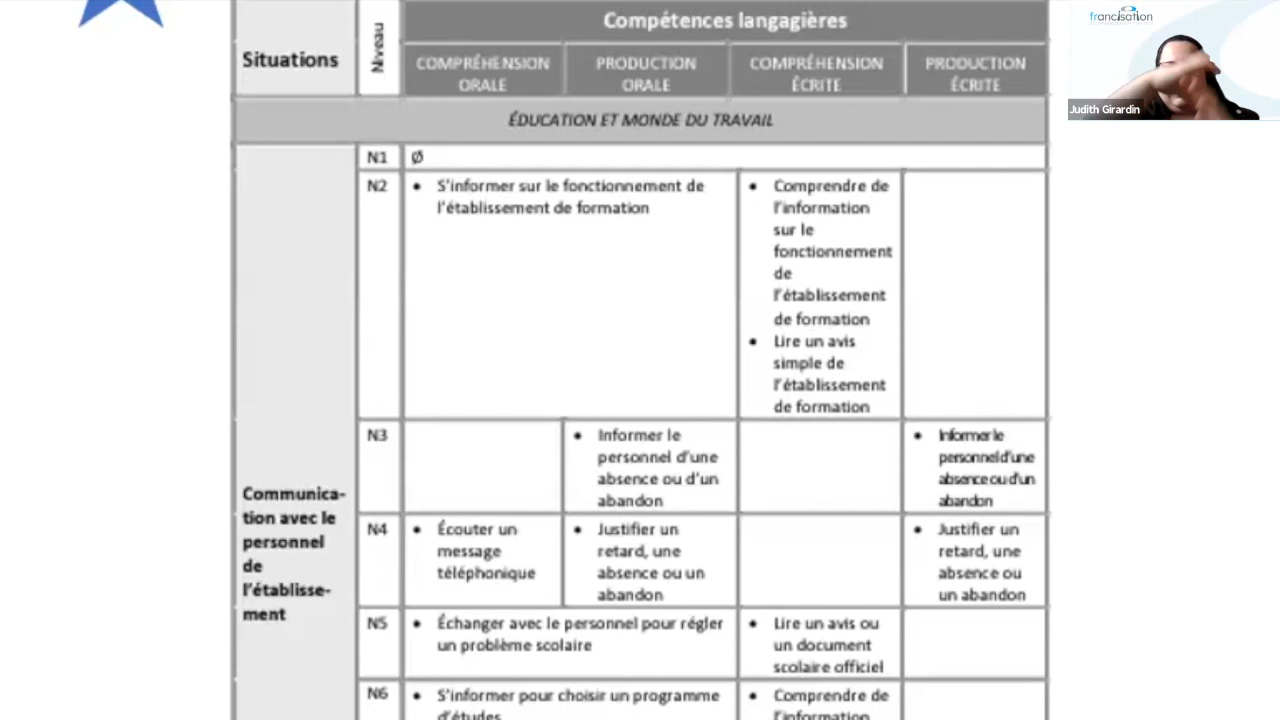 Situations
Niveau
Compétences langagières
COMPRÉHENSION
ORALE
PRODUCTION
ORALE
COMPRÉHENSION
ÉCRITE
PRODUCTION
ÉCRITE
ÉDUCATION ET MONDE DU TRAVAIL
Communica-
tion avec le
personnel
de
l'établisse-
ment
N1
Ø
N2
• S'informer sur le fonctionnement de
l'établissement de formation
• Comprendre de
l'information
sur le
fonctionnement
de
l'établissement
de formation
• Lire un avis
simple de
l'établissement
de formation
N3
• Informer le
personnel d'une
absence ou d'un
abandon
• Informer le
personnel d'une
absence ou d'un
abandon
N4
• Écouter un
message
téléphonique
• Justifier un
retard, une
absence ou un
abandon
• Justifier un
retard, une
absence ou
un abandon
N5
• Échanger avec le personnel pour régler
un problème scolaire
• Lire un avis ou
un document
scolaire officiel
N6
• S'informer pour choisir un programme
d'études
• Comprendre de
l'information
francisation
Judith Girardin